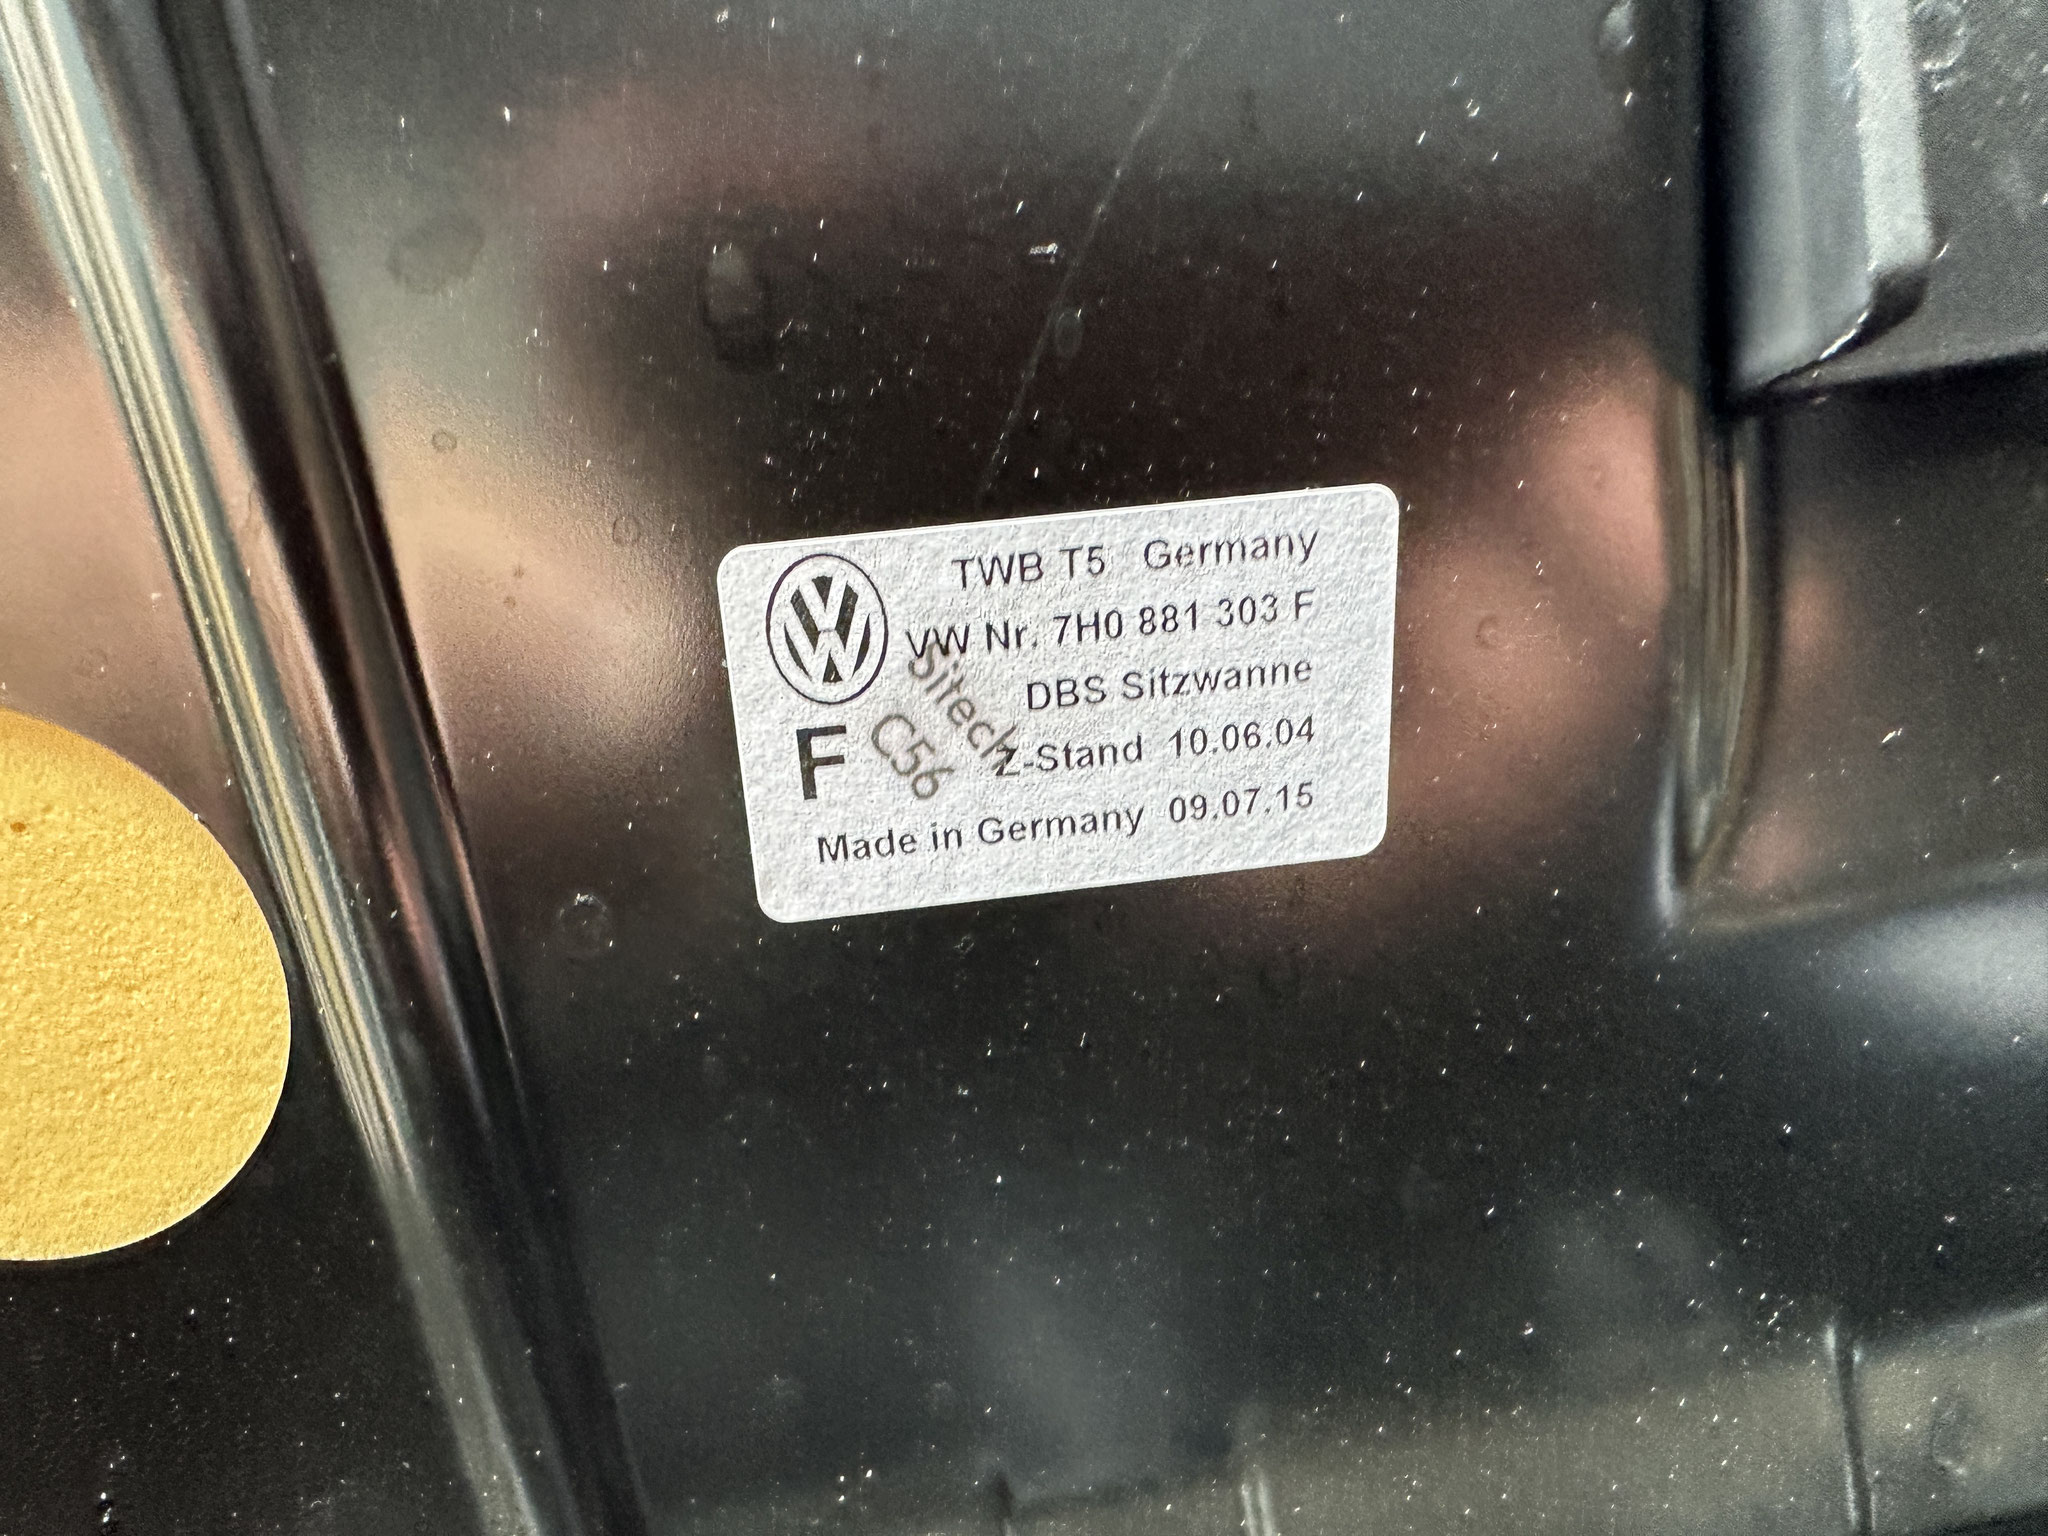 TWB T5 Germany
VW Nr. 7H0 881 303 F
DBS Sitzwanne
Z-Stand 10.06.04
F
Sitech
C56
Made in Germany 09.07.15